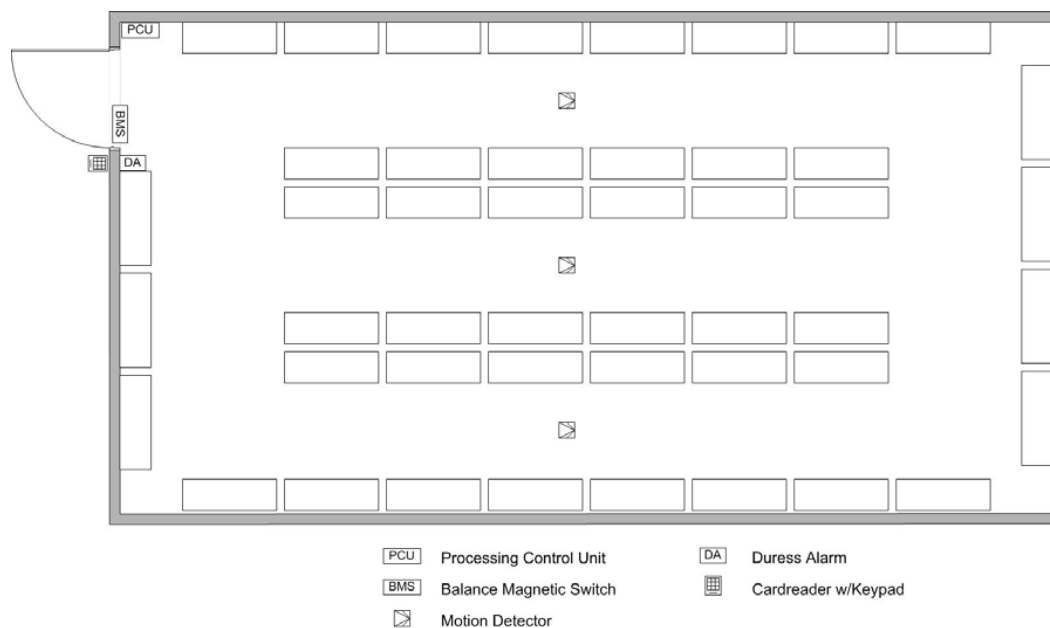 PCU
BMS
DA
PCU Processing Control Unit
DA Duress Alarm
BMS Balance Magnetic Switch
Cardreader w/Keypad
Motion Detector